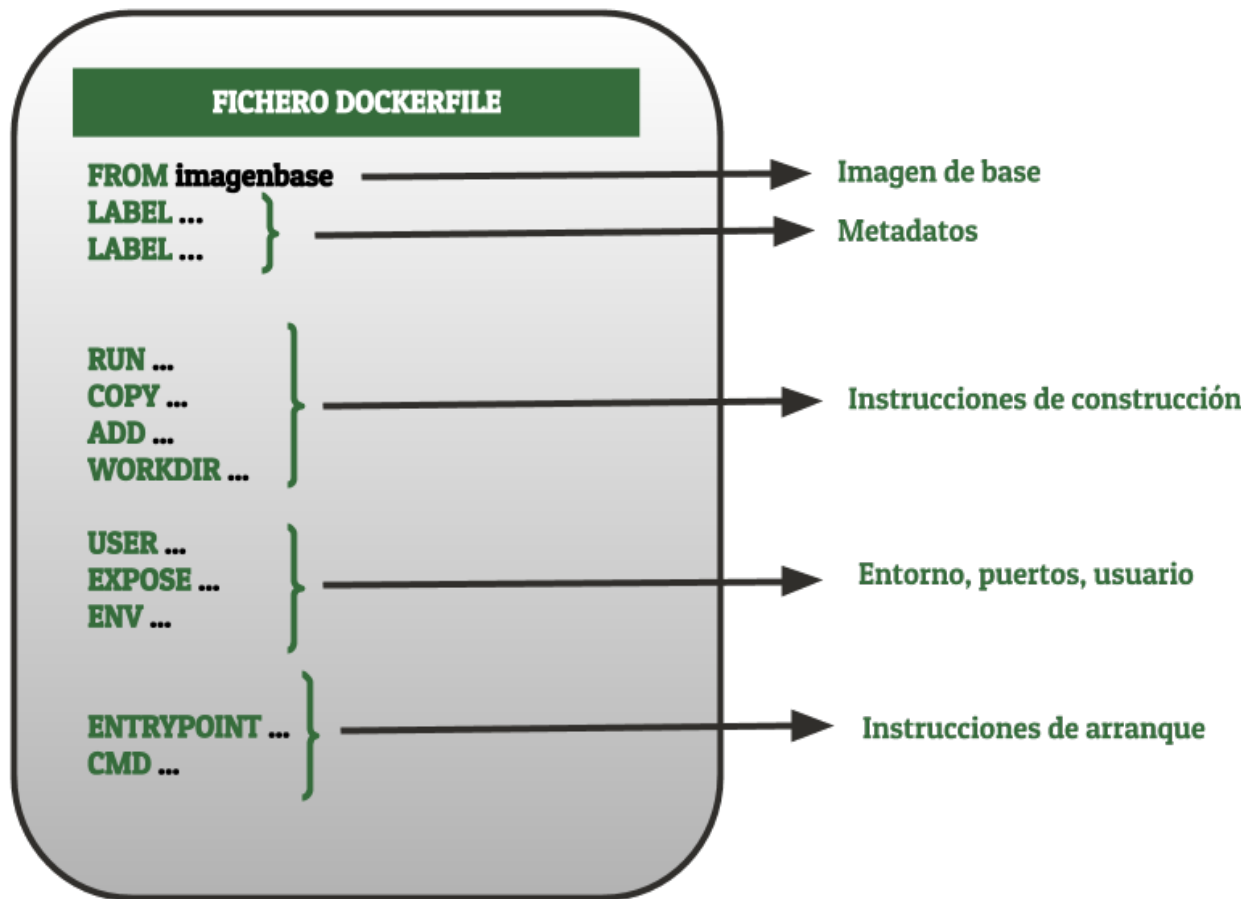 FICHERO DOCKERFILE
FROM imagenbase
Imagen de base
LABEL ...
LABEL ...
Metadatos
RUN ...
COPY ...
ADD ...
WORKDIR ...
Instrucciones de construcción
USER ...
EXPOSE ...
ENV ...
Entorno, puertos, usuario
ENTRYPOINT ...
CMD ...
Instrucciones de arranque